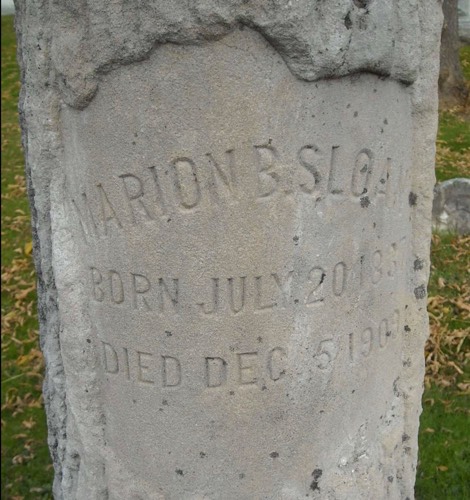 MARION B. SLOAN
BORN JULY 20
DIED DEC. 5